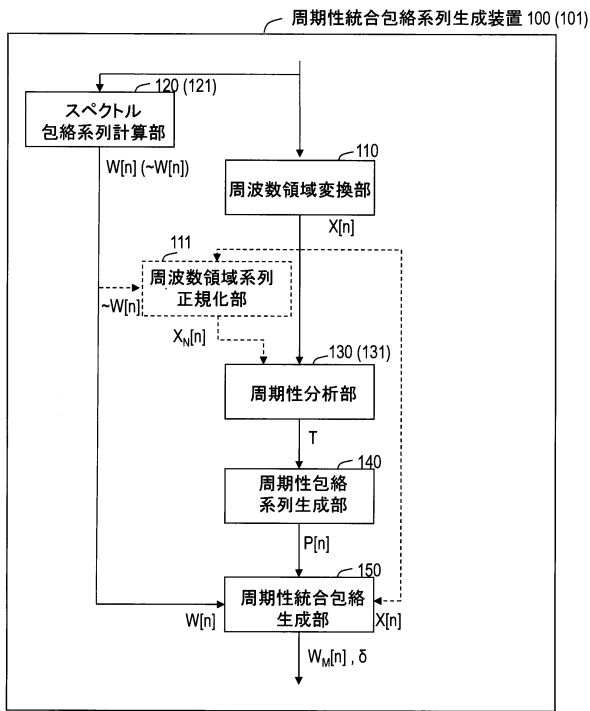 周期性統合包絡系列生成装置 100 (101)
120 (121)
スペクトル
包絡系列計算部
W[n] (~W[n])
110
周波数領域変換部
X[n]
111
周波数領域系列
正規化部
~W[n]
X_N[n]
130 (131)
周期性分析部
T
140
周期性包絡
系列生成部
P[n]
150
周期性統合包絡
生成部
W[n]
X[n]
W_M[n] , δ